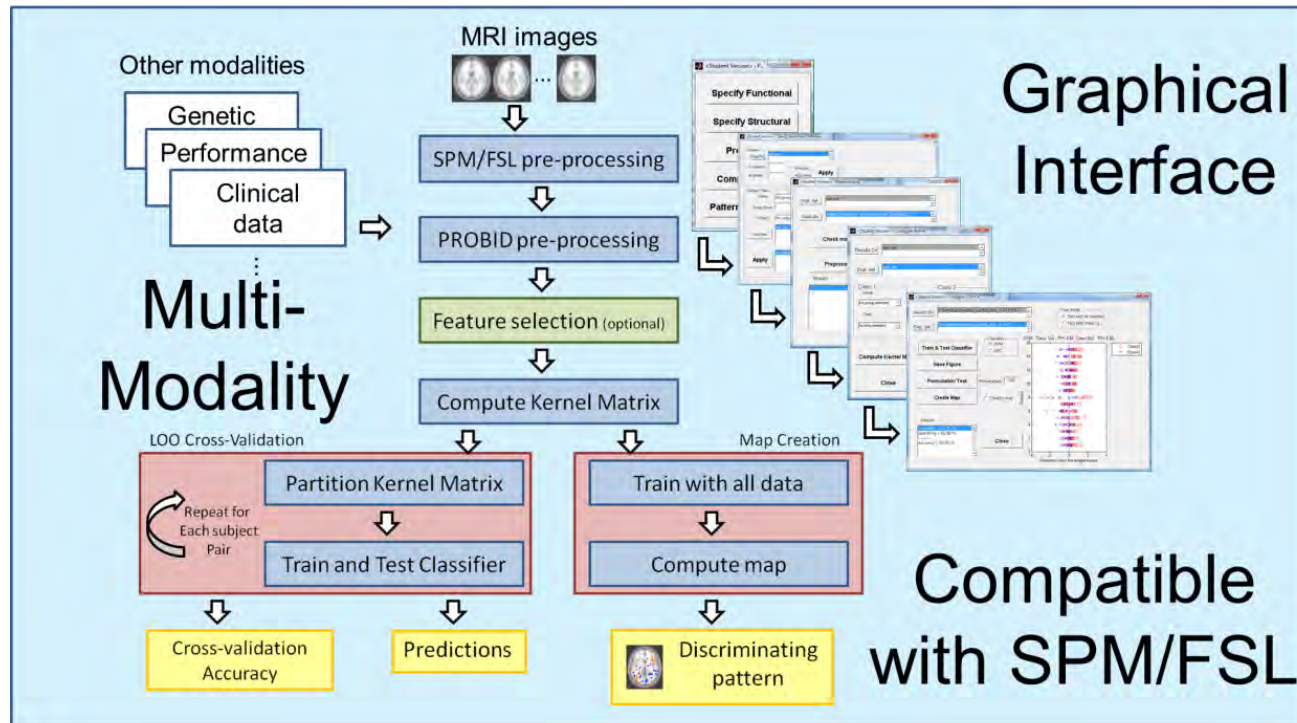 MRI images
...
Other modalities
Genetic
Performance
Clinical
data
Multi-
Modality
SPM/FSL pre-processing
PROBID pre-processing
Feature selection (optional)
Compute Kernel Matrix
LOO Cross-Validation
Partition Kernel Matrix
Repeat for
Each subject
Pair
Train and Test Classifier
Cross-validation
Accuracy
Predictions
Map Creation
Train with all data
Compute map
Discriminating
pattern
Graphical
Interface
Specify Functional
Specify Structural
Apply
Apply
Close
Train & Test Classifier
Save Figure
Permutation Test
Create Map
Close
Compatible
with SPM/FSL